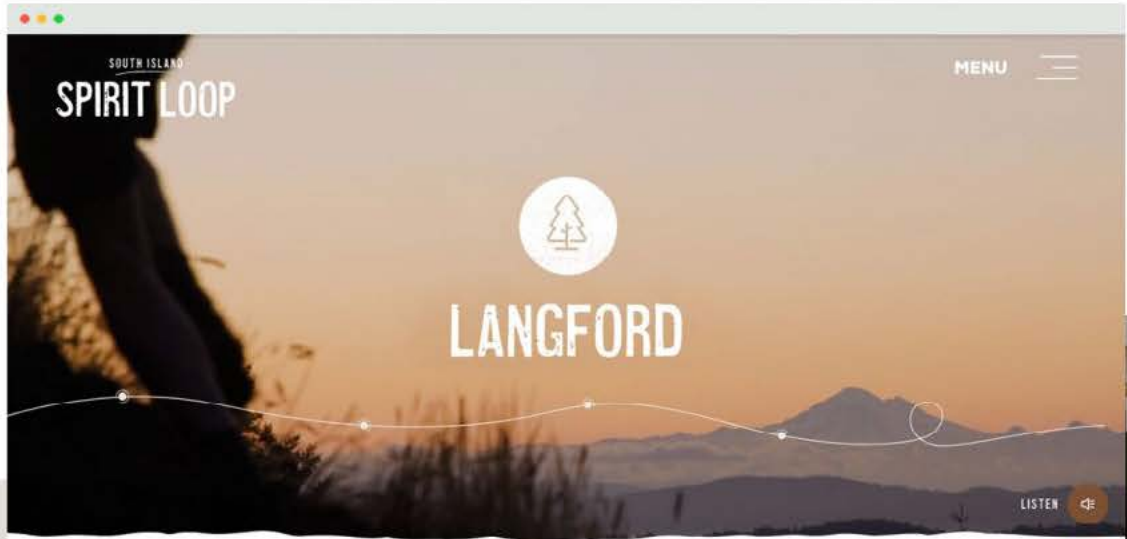 SOUTH ISLAND
SPIRIT LOOP
MENU
LANGFORD
LISTEN